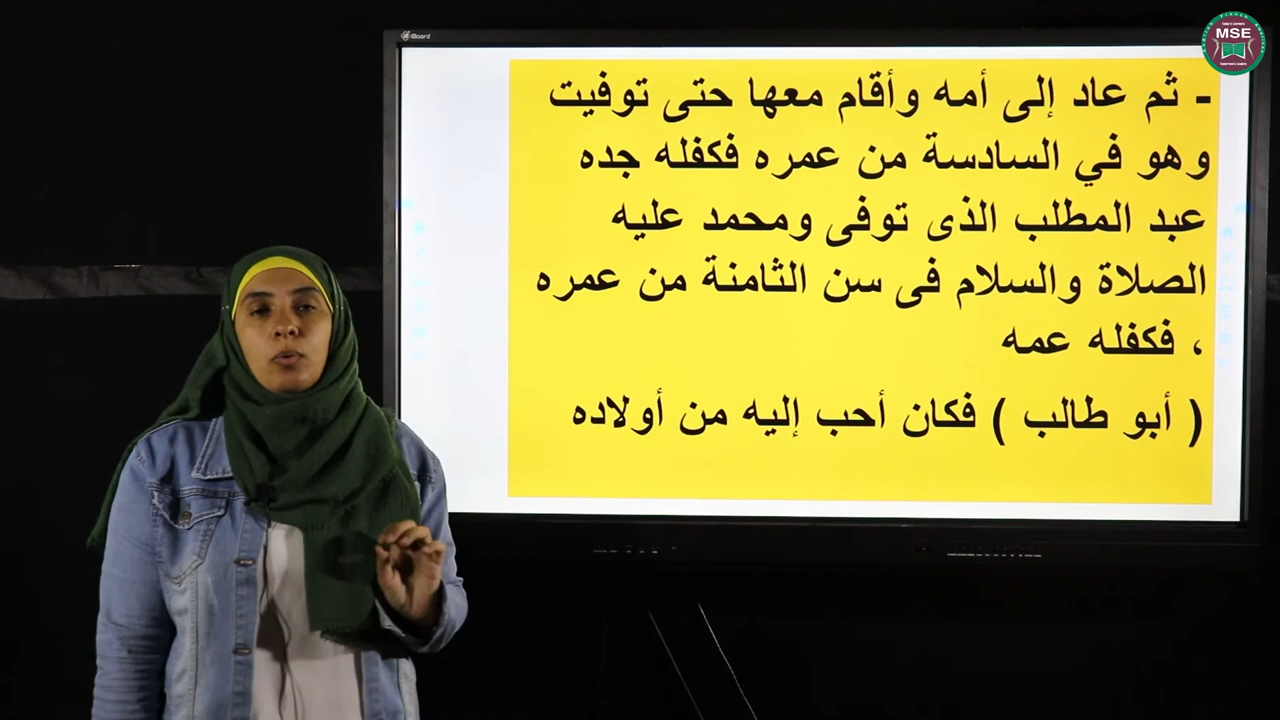 iBoard
MSE
- ثم عاد إلى أمه وأقام معها حتى توفيت
وهو في السادسة من عمره فكفله جده
عبد المطلب الذى توفى ومحمد عليه
الصلاة والسلام فى سن الثامنة من عمره
، فكفله عمه
( أبو طالب ) فكان أحب إليه من أولاده